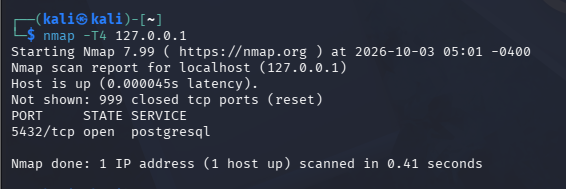 ┌──(kali㉿kali)-[~]
└─$ nmap -T4 127.0.0.1
Starting Nmap 7.99 ( https://nmap.org ) at 2026-10-03 05:01 -0400
Nmap scan report for localhost (127.0.0.1)
Host is up (0.000045s latency).
Not shown: 999 closed tcp ports (reset)
PORT     STATE SERVICE
5432/tcp open  postgresql
Nmap done: 1 IP address (1 host up) scanned in 0.41 seconds